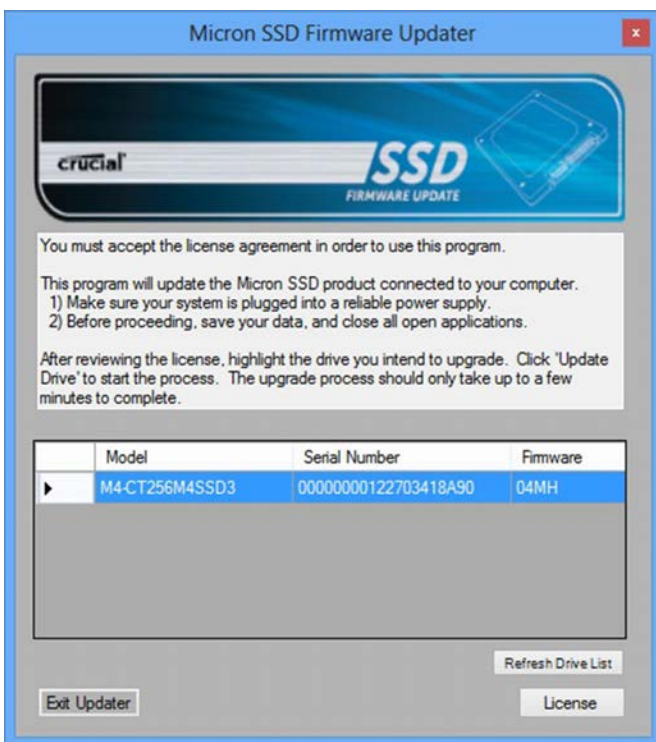 Micron SSD Firmware Updater
x
crucial
SSD
FIRMWARE UPDATE
You must accept the license agreement in order to use this program.
This program will update the Micron SSD product connected to your computer.
1) Make sure your system is plugged into a reliable power supply.
2) Before proceeding, save your data, and close all open applications.
After reviewing the license, highlight the drive you intend to upgrade. Click 'Update
Drive' to start the process. The upgrade process should only take up to a few
minutes to complete.
Model Serial Number Firmware
M4-CT256M4SSD3 00000000122703418A90 04MH
Refresh Drive List
Exit Updater License